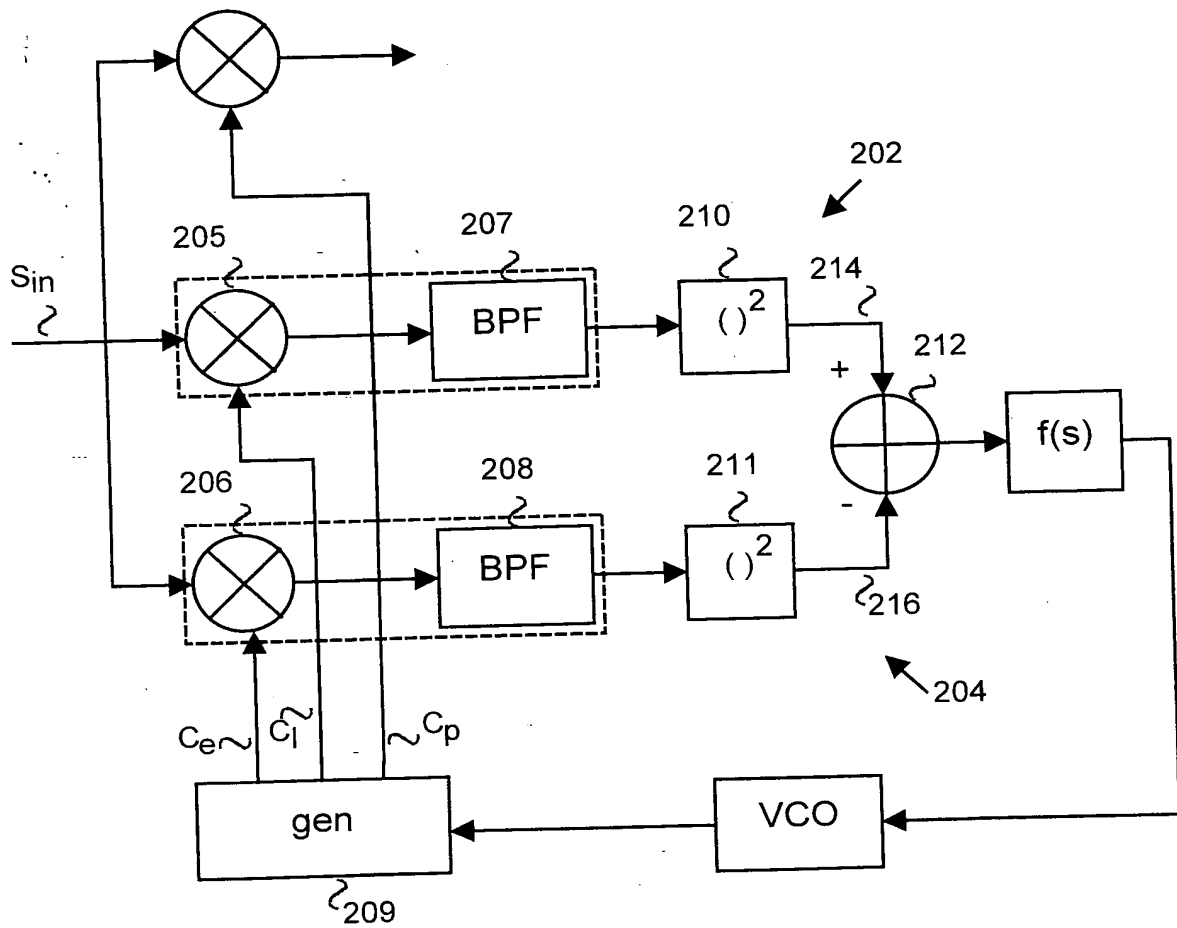 202
205
207
210
214
Sin
BPF
( )²
212
+
f(s)
206
208
211
-
BPF
( )²
216
204
Ce
Cl
Cp
gen
VCO
209